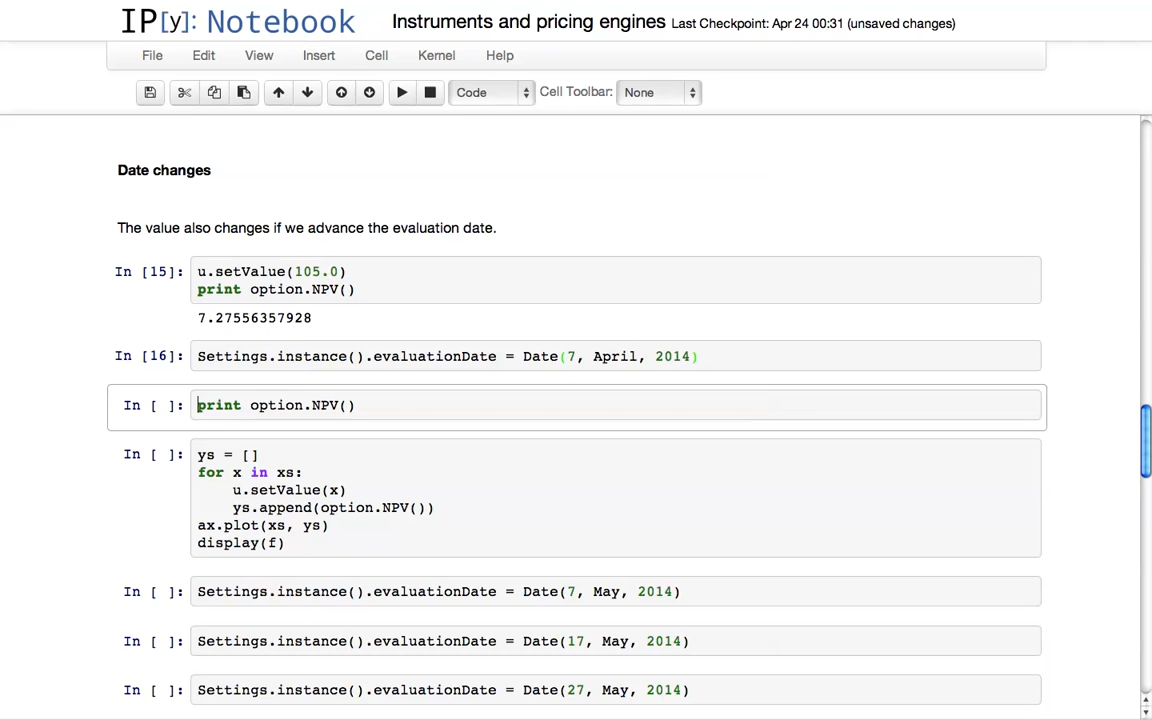 IP[y]: Notebook Instruments and pricing engines Last Checkpoint: Apr 24 00:31 (unsaved changes)
File Edit View Insert Cell Kernel Help
Code Cell Toolbar: None
Date changes
The value also changes if we advance the evaluation date.
In [15]: u.setValue(105.0)
print option.NPV()
7.27556357928
In [16]: Settings.instance().evaluationDate = Date(7, April, 2014)
In [ ]: print option.NPV()
In [ ]: ys = []
for x in xs:
    u.setValue(x)
    ys.append(option.NPV())
ax.plot(xs, ys)
display(f)
In [ ]: Settings.instance().evaluationDate = Date(7, May, 2014)
In [ ]: Settings.instance().evaluationDate = Date(17, May, 2014)
In [ ]: Settings.instance().evaluationDate = Date(27, May, 2014)